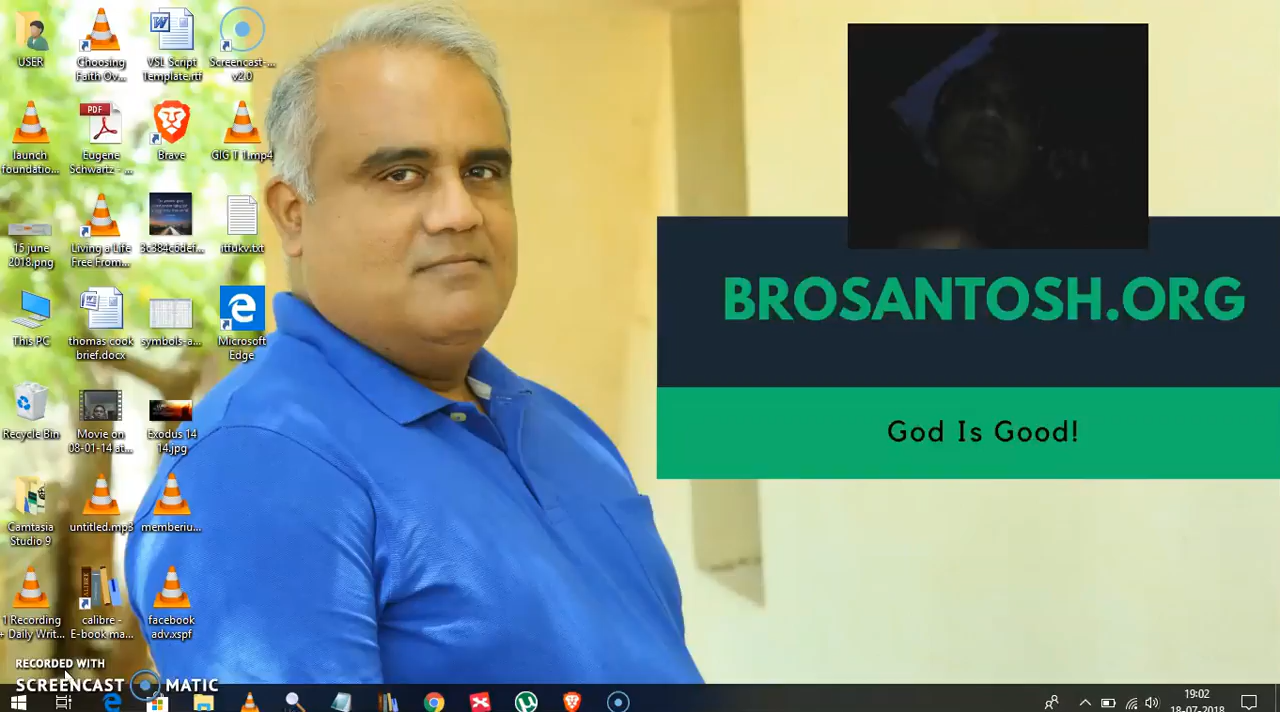 USER
Choosing
Faith Ov...
VSL Script
Template.rtf
Screencast-...
v2.0
launch
foundatio...
PDF
Eugene
Schwartz - ...
Brave
GIG T 1.mp4
15 june
2018.png
Living a Life
Free From...
3c384c6def...
itfukv.txt
This PC
thomas cook
brief.docx
symbols-a...
Microsoft
Edge
Recycle Bin
Movie on
08-01-14 at...
Exodus 14
14.jpg
Camtasia
Studio 9
untitled.mp3
memberiu...
1 Recording
+ Daily Writ...
calibre -
E-book ma...
facebook
adv.xspf
BROSANTOSH.ORG
God Is Good!
RECORDED WITH
SCREENCAST MATIC
19:02
18-07-2018